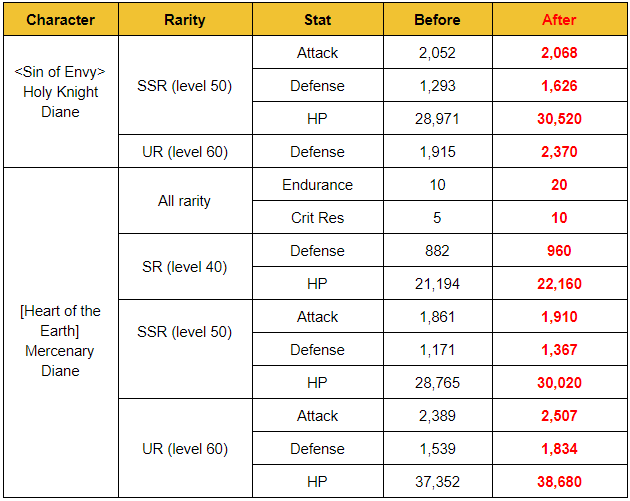 Character Rarity Stat Before After
<Sin of Envy>
Holy Knight
Diane
SSR (level 50)
Attack 2,052 2,068
Defense 1,293 1,626
HP 28,971 30,520
UR (level 60) Defense 1,915 2,370
[Heart of the
Earth]
Mercenary
Diane
All rarity
Endurance 10 20
Crit Res 5 10
SR (level 40)
Defense 882 960
HP 21,194 22,160
SSR (level 50)
Attack 1,861 1,910
Defense 1,171 1,367
HP 28,765 30,020
UR (level 60)
Attack 2,389 2,507
Defense 1,539 1,834
HP 37,352 38,680